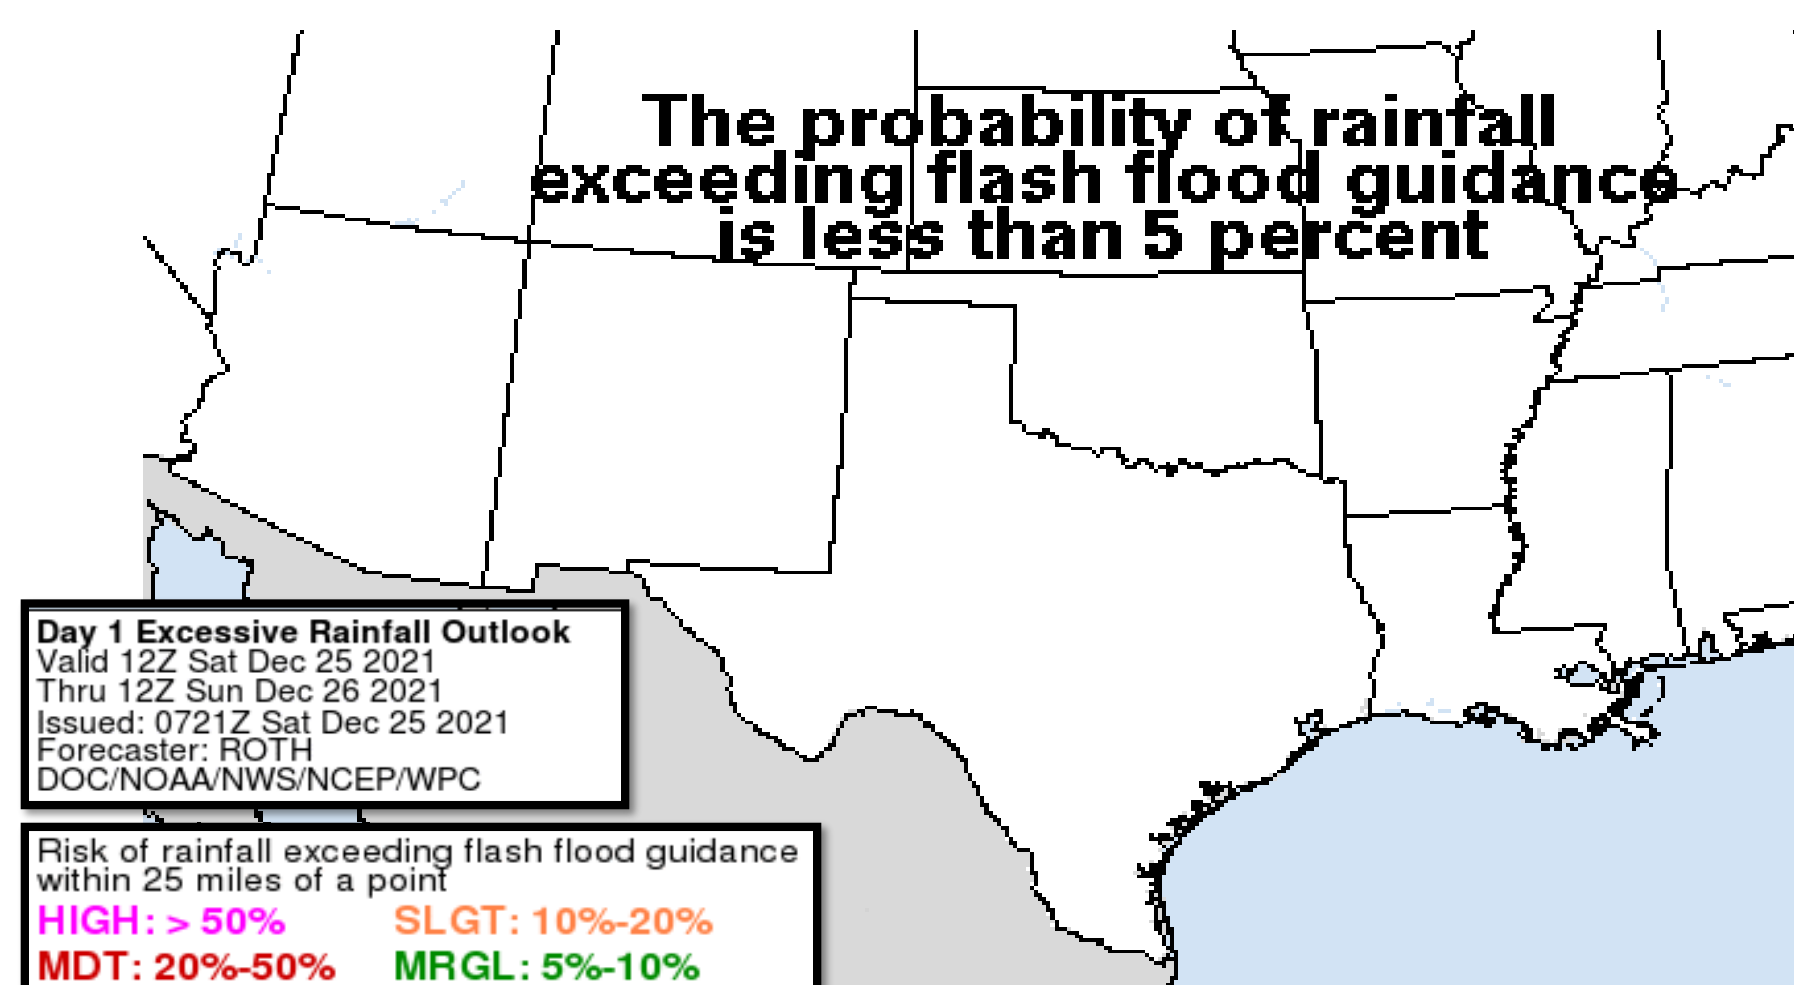 The probability of rainfall
exceeding flash flood guidance
is less than 5 percent
Day 1 Excessive Rainfall Outlook
Valid 12Z Sat Dec 25 2021
Thru 12Z Sun Dec 26 2021
Issued: 0721Z Sat Dec 25 2021
Forecaster: ROTH
DOC/NOAA/NWS/NCEP/WPC
Risk of rainfall exceeding flash flood guidance
within 25 miles of a point
HIGH: > 50% SLGT: 10%-20%
MDT: 20%-50% MRGL: 5%-10%